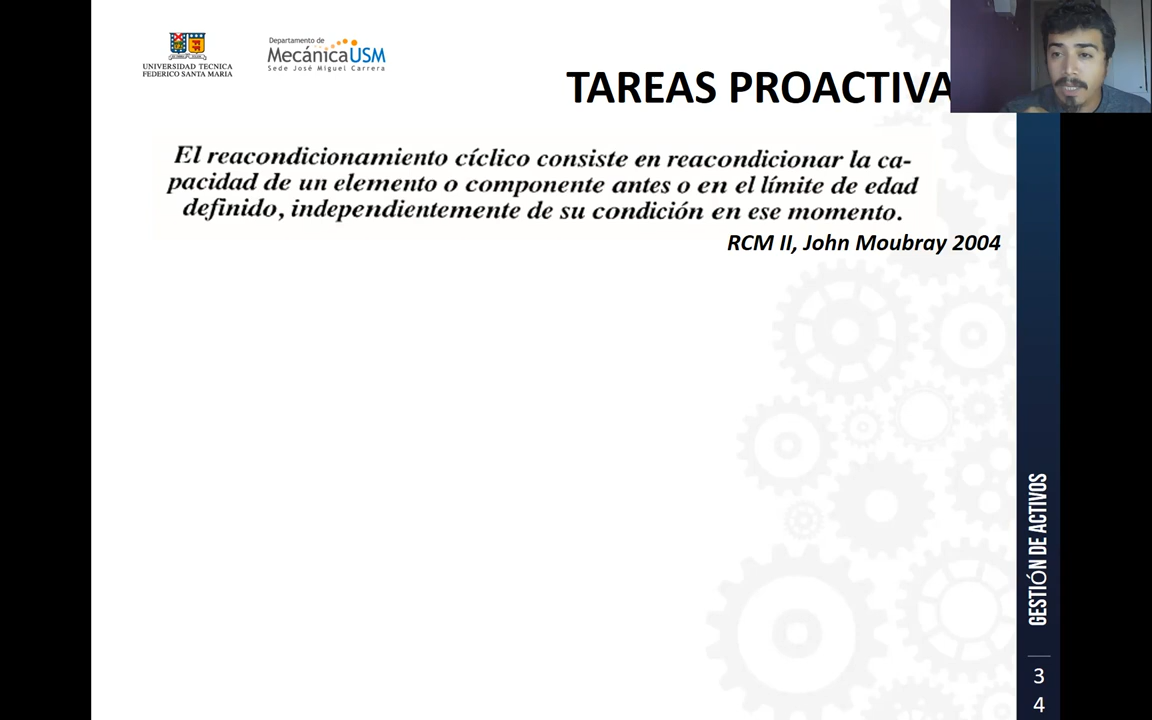 UNIVERSIDAD TECNICA
FEDERICO SANTA MARIA
Departamento de
MecánicaUSM
Sede José Miguel Carrera
TAREAS PROACTIVA
El reacondicionamiento cíclico consiste en reacondicionar la ca-
pacidad de un elemento o componente antes o en el límite de edad
definido, independientemente de su condición en ese momento.
RCM II, John Moubray 2004
GESTIÓN DE ACTIVOS
3
4